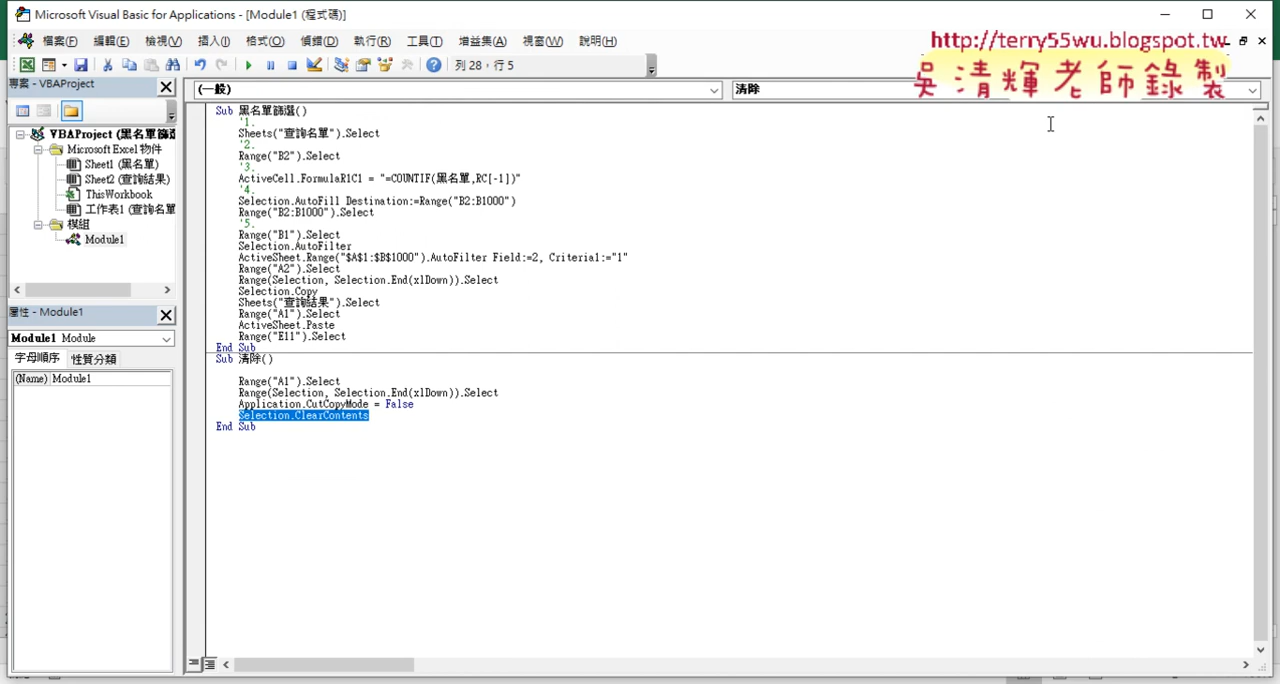 Microsoft Visual Basic for Applications - [Module1 (程式碼)]
檔案(F) 編輯(E) 檢視(V) 插入(I) 格式(O) 偵錯(D) 執行(R) 工具(T) 增益集(A) 視窗(W) 說明(H)
http://terry55wu.blogspot.tw
吳清輝老師錄製
列 28，行 5
專案 - VBAProject
(一般)
清除
VBAProject (黑名單篩選
Microsoft Excel 物件
Sheet1 (黑名單)
Sheet2 (查詢結果)
ThisWorkbook
工作表1 (查詢名單
模組
Module1
屬性 - Module1
Module1 Module
字母順序 性質分類
(Name) Module1
Sub 黑名單篩選()
'1.
Sheets("查詢名單").Select
'2.
Range("B2").Select
'3.
ActiveCell.FormulaR1C1 = "=COUNTIF(黑名單,RC[-1])"
'4.
Selection.AutoFill Destination:=Range("B2:B1000")
Range("B2:B1000").Select
'5.
Range("B1").Select
Selection.AutoFilter
ActiveSheet.Range("$A$1:$B$1000").AutoFilter Field:=2, Criteria1:="1"
Range("A2").Select
Range(Selection, Selection.End(xlDown)).Select
Selection.Copy
Sheets("查詢結果").Select
Range("A1").Select
ActiveSheet.Paste
Range("E11").Select
End Sub
Sub 清除()
Range("A1").Select
Range(Selection, Selection.End(xlDown)).Select
Application.CutCopyMode = False
Selection.ClearContents
End Sub